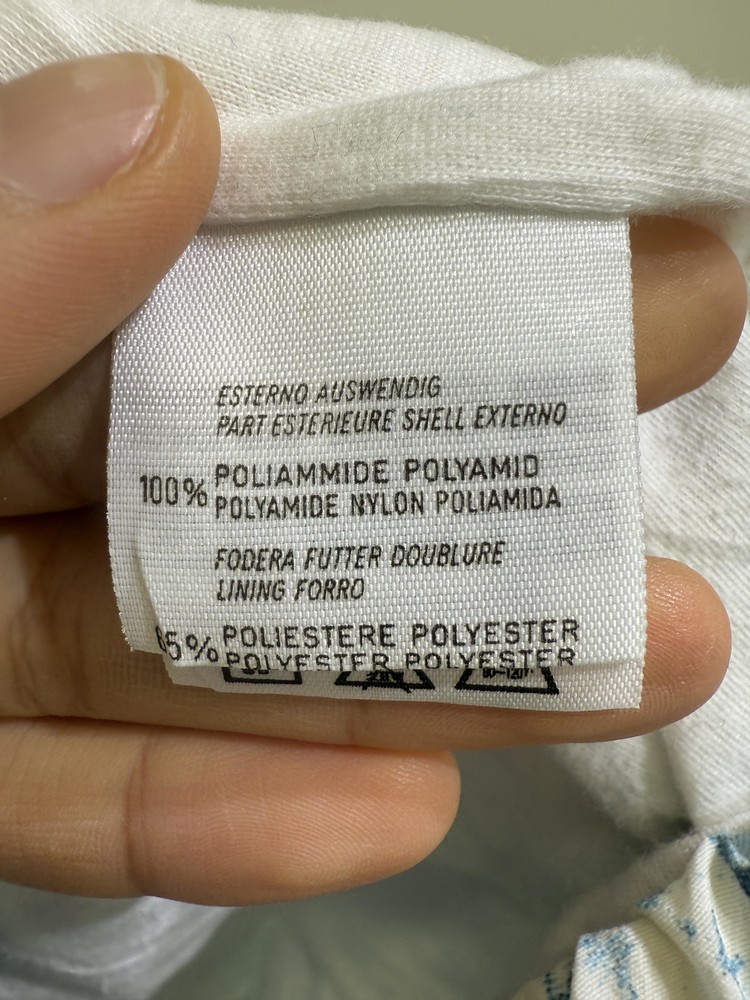 ESTERNO AUSWENDIG
PART ESTERIEURE SHELL EXTERNO
100% POLIAMMIDE POLYAMID
POLYAMIDE NYLON POLIAMIDA
FODERA FUTTER DOUBLURE
LINING FORRO
POLIESTERE POLYESTER
POLYESTER POLYESTER